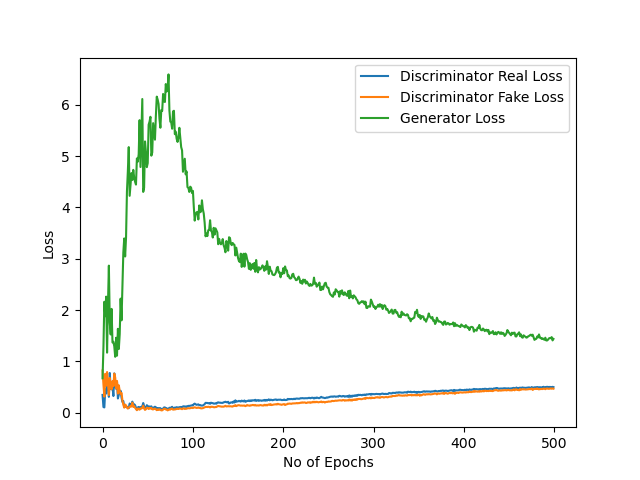 Discriminator Real Loss
Discriminator Fake Loss
Generator Loss
6
5
4
3
2
1
0
Loss
0 100 200 300 400 500
No of Epochs